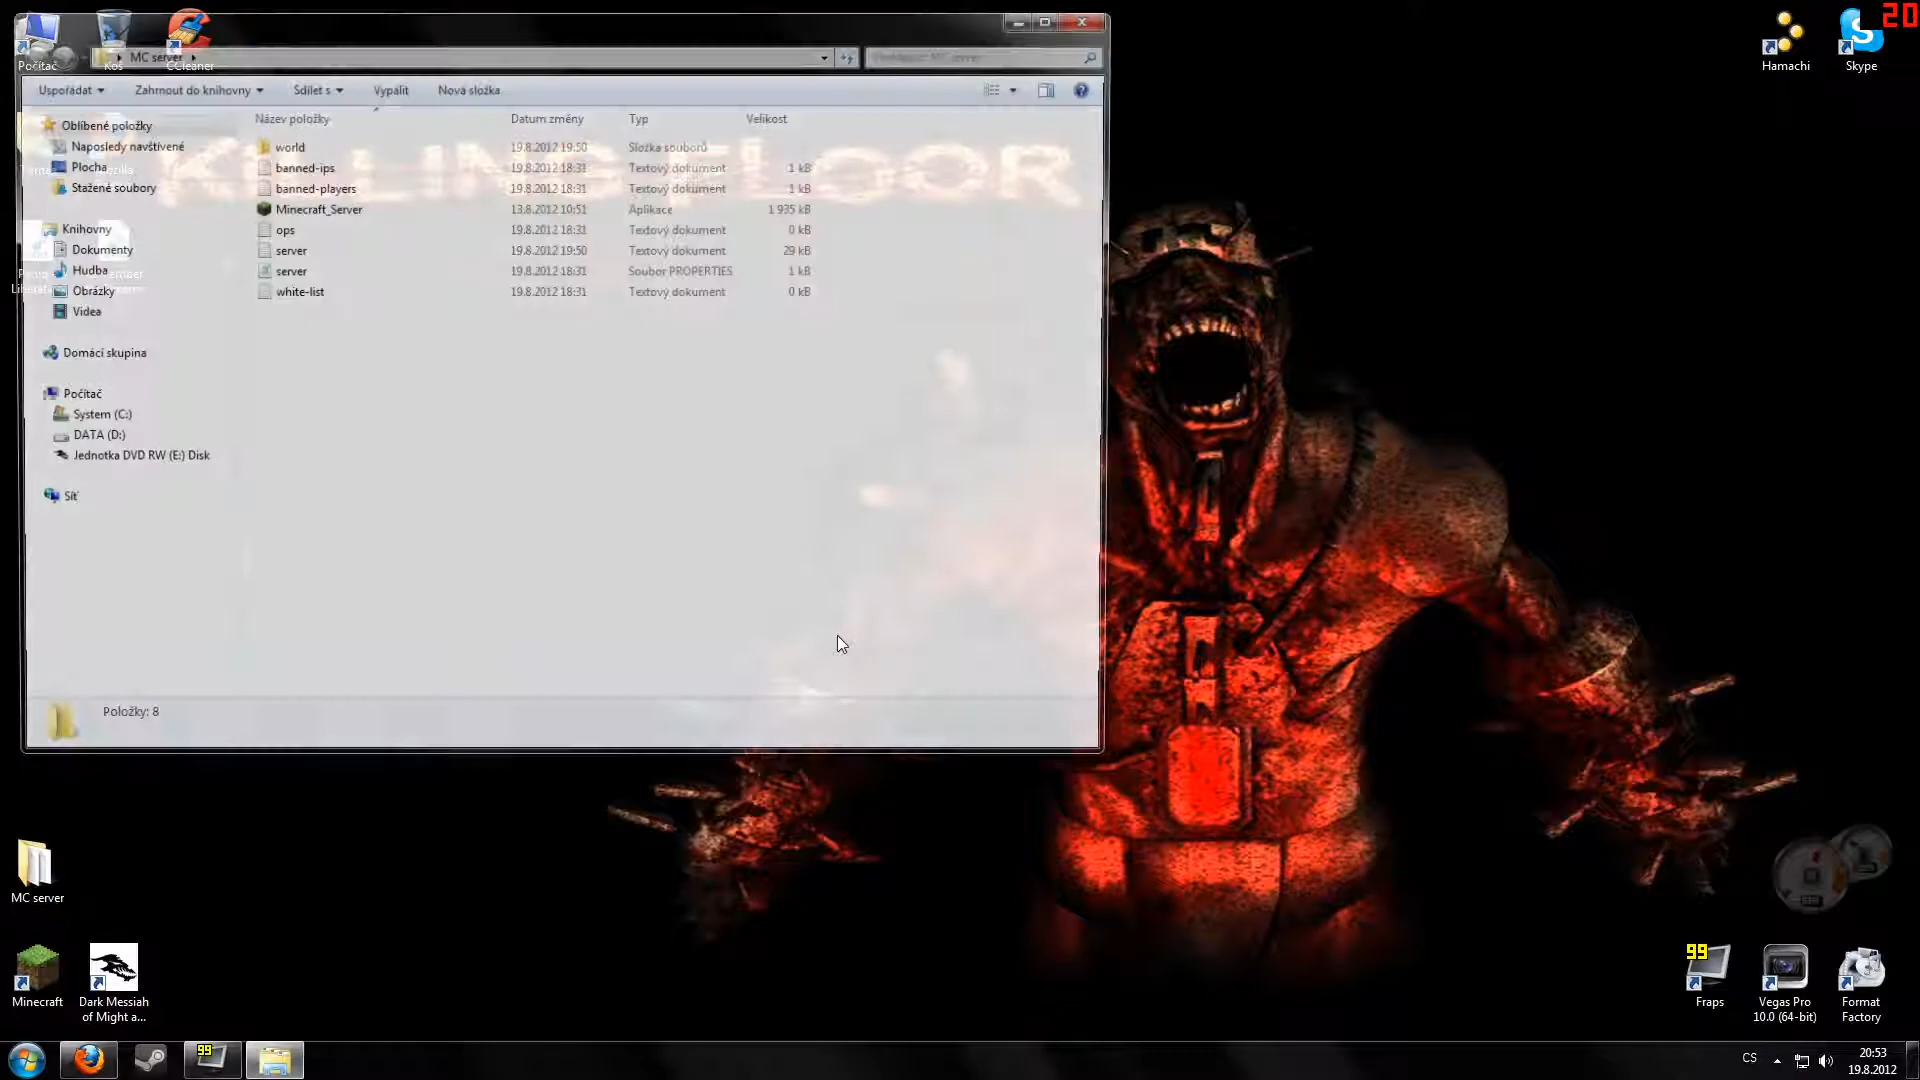 20
Počítač
Koš
CCleaner
MC server
Hamachi
Skype
Uspořádat
Zahrnout do knihovny
Sdílet s
Vypálit
Nová složka
Oblíbené položky
Naposledy navštívené
Plocha
Stažené soubory
Knihovny
Dokumenty
Hudba
Obrázky
Videa
Domácí skupina
Počítač
System (C:)
DATA (D:)
Jednotka DVD RW (E:) Disk
Síť
Název položky Datum změny Typ Velikost
world 19.8.2012 19:50 Složka souborů
banned-ips 19.8.2012 18:31 Textový dokument 1 kB
banned-players 19.8.2012 18:31 Textový dokument 1 kB
Minecraft_Server 13.8.2012 10:51 Aplikace 1 935 kB
ops 19.8.2012 18:31 Textový dokument 0 kB
server 19.8.2012 19:50 Textový dokument 29 kB
server 19.8.2012 18:31 Soubor PROPERTIES 1 kB
white-list 19.8.2012 18:31 Textový dokument 0 kB
KILLING FLOOR
Položky: 8
MC server
Minecraft
Dark Messiah
of Might a...
99
Fraps
Vegas Pro
10.0 (64-bit)
Format
Factory
99
CS
20:53
19.8.2012